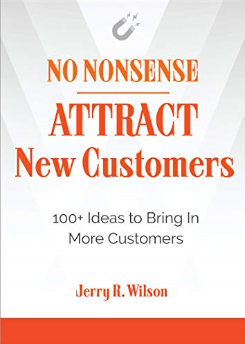 NO NONSENSE
ATTRACT
New Customers
100+ Ideas to Bring In
More Customers
Jerry R. Wilson